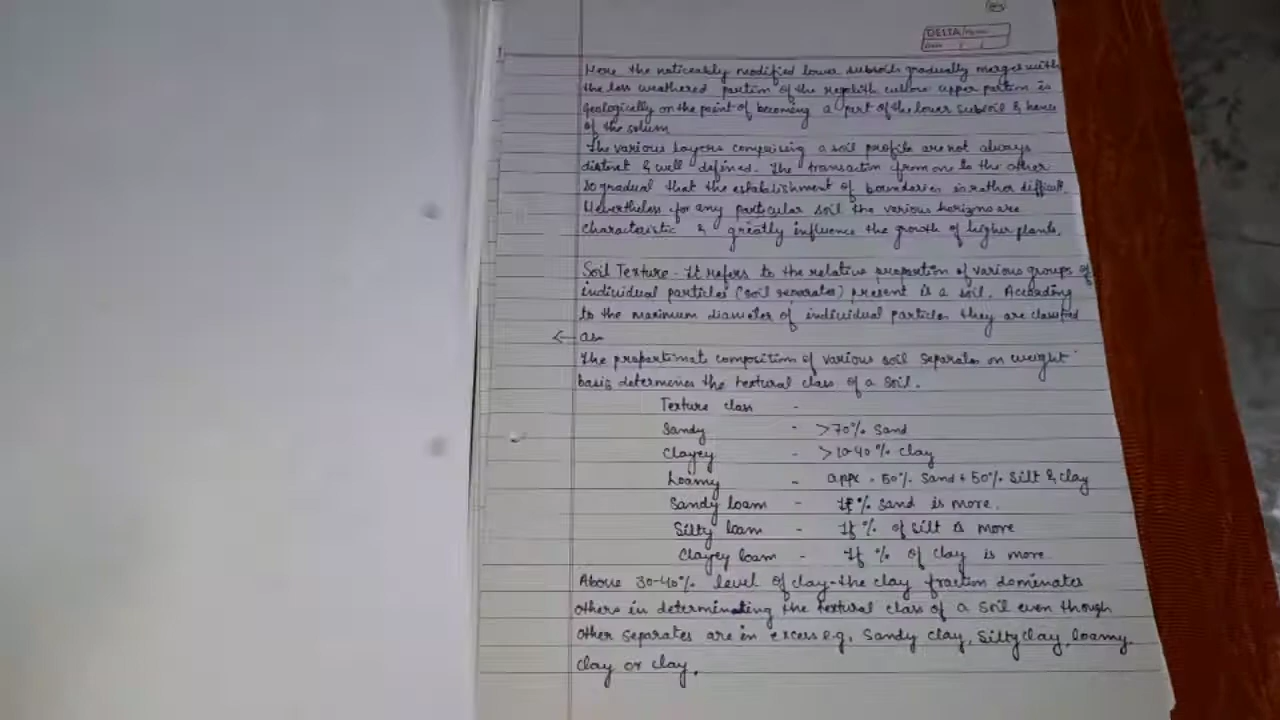 DELTA
Here the noticeably modified lower subsoils gradually merges with
the less weathered portion of the regolith whose upper portion is
geologically on the point of becoming a part of the lower subsoil & hence
of the solum
The various layers comprising a soil profile are not always
distinct & well defined. The transaction from one to the other
so gradual that the establishment of boundaries is rather difficult.
Nevertheless for any particular soil the various horizons are
characteristic & greatly influence the growth of higher plants.
Soil Texture - It refers to the relative proportion of various groups of
individual particles (soil separates) present is a soil. According
to the maximum diameter of individual particles they are classified
← as
The proportinate composition of various soil separates on weight
basis determines the textural class of a soil.
Texture class -
Sandy - >70% sand
Clayey - >10-40% clay
Loamy - appx. 50% sand + 50% silt & clay
Sandy loam - If % sand is more.
Silty loam - If % of silt is more
Clayey loam - If % of clay is more
Above 30-40% level of clay-the clay fraction dominates
others in determinating the textural class of a soil even though
other separates are in excess e.g, Sandy clay, Silty clay, loamy
clay or clay.